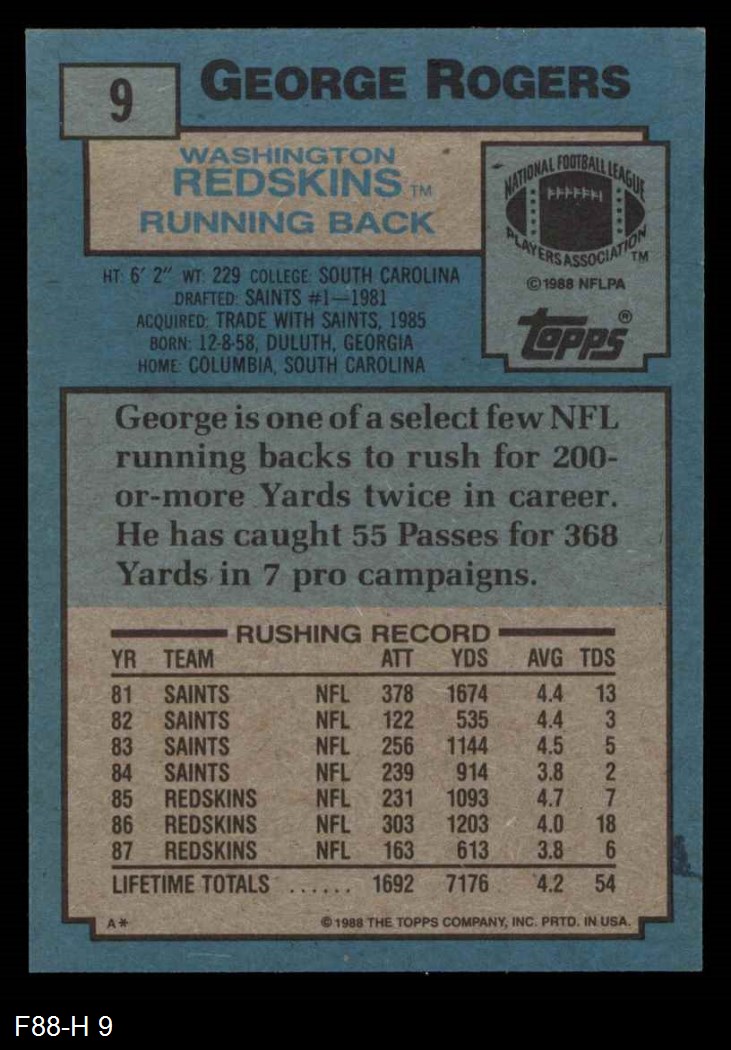 9
GEORGE ROGERS
WASHINGTON
REDSKINS TM
RUNNING BACK
NATIONAL FOOTBALL LEAGUE
PLAYERS ASSOCIATION TM
© 1988 NFLPA
topps®
HT: 6' 2" WT: 229 COLLEGE: SOUTH CAROLINA
DRAFTED: SAINTS #1—1981
ACQUIRED: TRADE WITH SAINTS, 1985
BORN: 12-8-58, DULUTH, GEORGIA
HOME: COLUMBIA, SOUTH CAROLINA
George is one of a select few NFL
running backs to rush for 200-
or-more Yards twice in career.
He has caught 55 Passes for 368
Yards in 7 pro campaigns.
RUSHING RECORD
YR TEAM ATT YDS AVG TDS
81 SAINTS NFL 378 1674 4.4 13
82 SAINTS NFL 122 535 4.4 3
83 SAINTS NFL 256 1144 4.5 5
84 SAINTS NFL 239 914 3.8 2
85 REDSKINS NFL 231 1093 4.7 7
86 REDSKINS NFL 303 1203 4.0 18
87 REDSKINS NFL 163 613 3.8 6
LIFETIME TOTALS ...... 1692 7176 4.2 54
A* © 1988 THE TOPPS COMPANY, INC. PRTD. IN USA.
F88-H 9